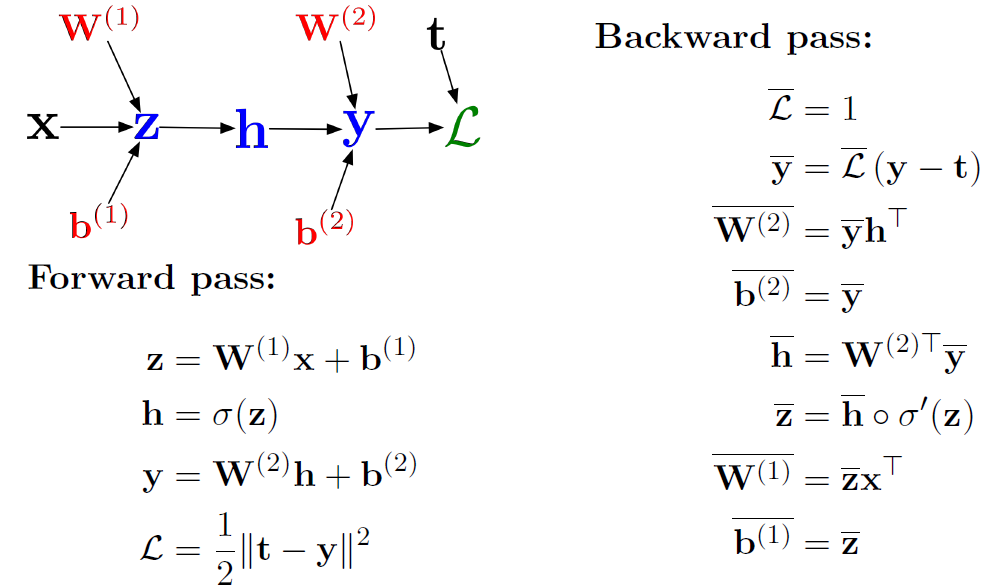 W⁽¹⁾ W⁽²⁾ t
x z h y ℒ
b⁽¹⁾ b⁽²⁾
Forward pass:
z = W⁽¹⁾x + b⁽¹⁾
h = σ(z)
y = W⁽²⁾h + b⁽²⁾
ℒ = 1/2 ‖t − y‖²
Backward pass:
ℒ̅ = 1
y̅ = ℒ̅ (y − t)
W̅⁽²⁾ = y̅h⊤
b̅⁽²⁾ = y̅
h̅ = W⁽²⁾⊤y̅
z̅ = h̅ ∘ σ′(z)
W̅⁽¹⁾ = z̅x⊤
b̅⁽¹⁾ = z̅